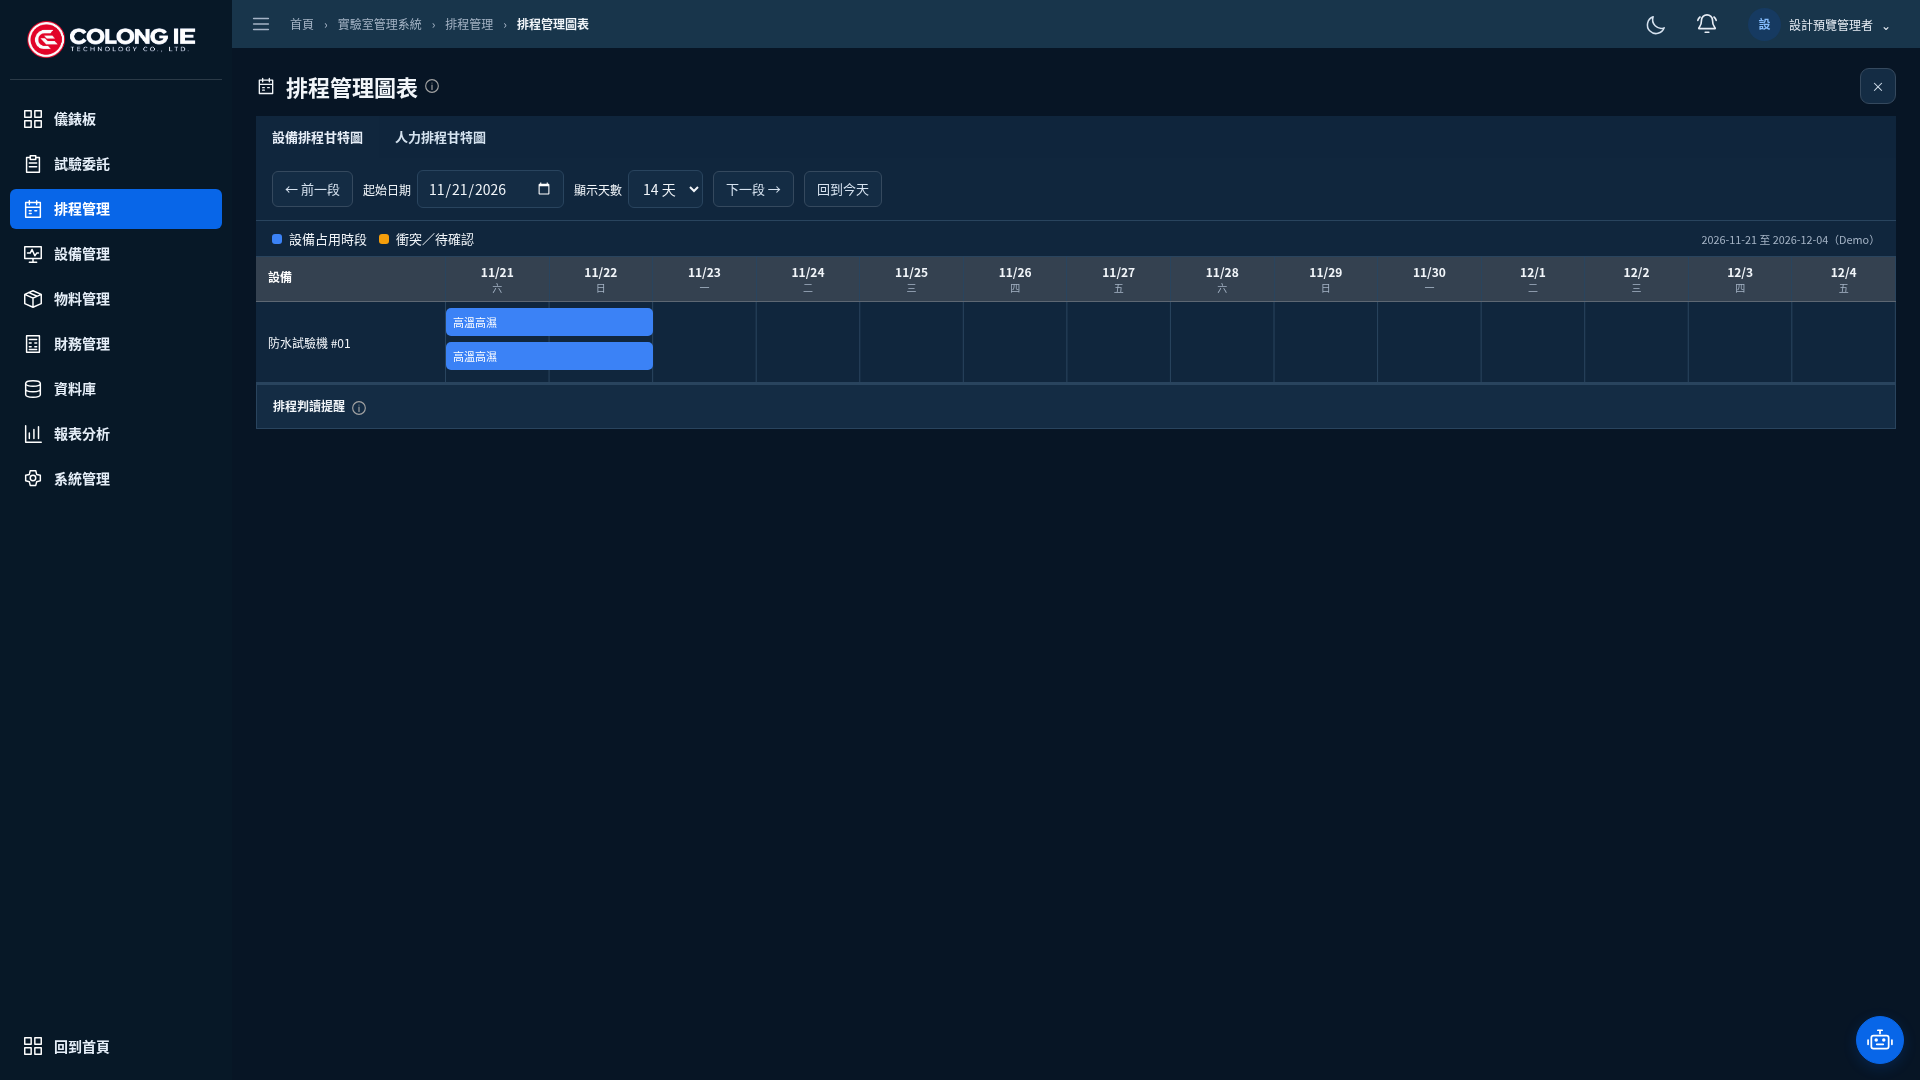 COLONG IE
TECHNOLOGY CO., LTD.
儀錶板
試驗委託
排程管理
設備管理
物料管理
財務管理
資料庫
報表分析
系統管理
回到首頁
首頁 › 實驗室管理系統 › 排程管理 › 排程管理圖表
設 設計預覽管理者
排程管理圖表
×
設備排程甘特圖 人力排程甘特圖
← 前一段 起始日期 11/21/2026 顯示天數 14 天 下一段 → 回到今天
設備占用時段 衝突／待確認 2026-11-21 至 2026-12-04（Demo）
設備 11/21 11/22 11/23 11/24 11/25 11/26 11/27 11/28 11/29 11/30 12/1 12/2 12/3 12/4
六 日 一 二 三 四 五 六 日 一 二 三 四 五
高溫高濕
防水試驗機 #01
高溫高濕
排程判讀提醒